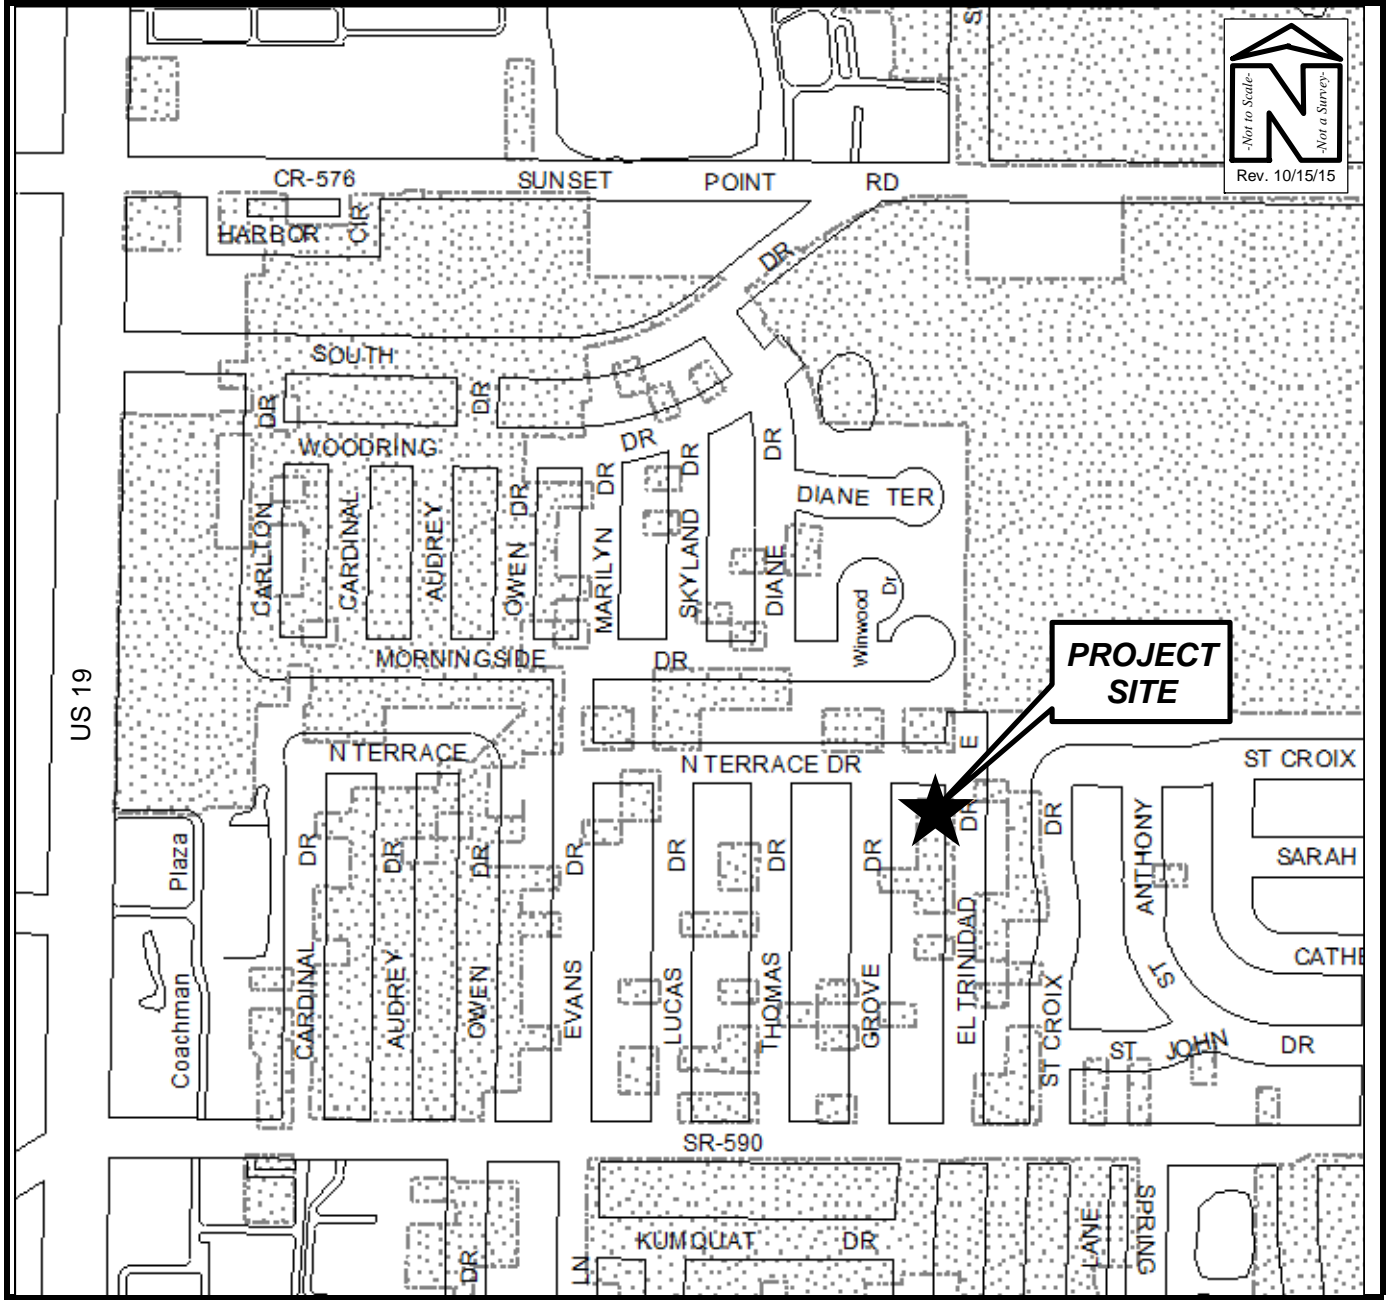 -Not to Scale-
-Not a Survey-
Rev. 10/15/15
CR-576
SUNSET POINT RD
HARBOR CIR
DR
SOUTH
DR
DR
WOODRING
DR
DR
DR
DR
DR
DIANE TER
CARLTON
CARDINAL
AUDREY
OWEN
MARILYN
SKYLAND
DIANE
Winwood Dr
MORNINGSIDE DR
PROJECT
SITE
US 19
N TERRACE
N TERRACE DR
E
ST CROIX
DR
DR
DR
DR
DR
DR
DR
DR
DR
ANTHONY
ST
SARAH
Plaza
Coachman
CARDINAL
AUDREY
OWEN
EVANS
LUCAS
THOMAS
GROVE
EL TRINIDAD
ST CROIX
CATHE
ST JOHN DR
SR-590
KUMQUAT DR
DR
LN
LANE
SPRING